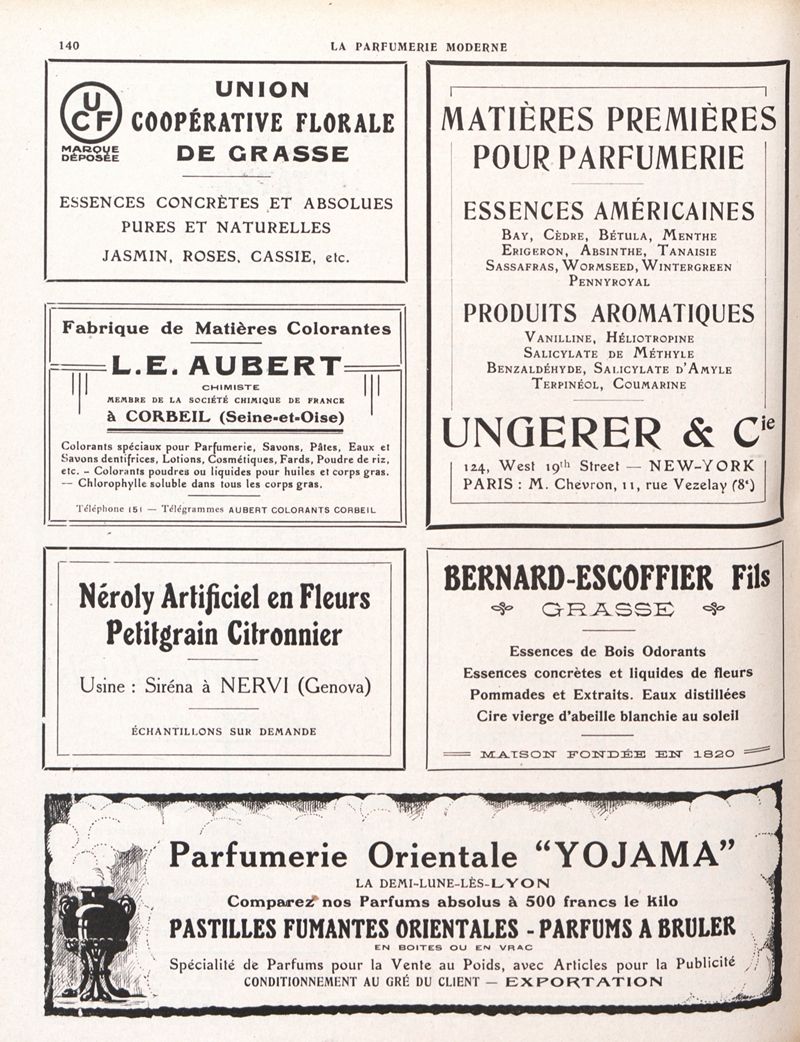 140
LA PARFUMERIE MODERNE
UCF
MARQUE
DÉPOSÉE
UNION
COOPÉRATIVE FLORALE
DE GRASSE
ESSENCES CONCRÈTES ET ABSOLUES
PURES ET NATURELLES
JASMIN, ROSES, CASSIE, etc.
Fabrique de Matières Colorantes
L.E. AUBERT
CHIMISTE
MEMBRE DE LA SOCIÉTÉ CHIMIQUE DE FRANCE
à CORBEIL (Seine-et-Oise)
Colorants spéciaux pour Parfumerie, Savons, Pâtes, Eaux et
Savons dentifrices, Lotions, Cosmétiques, Fards, Poudre de riz,
etc. – Colorants poudres ou liquides pour huiles et corps gras.
— Chlorophylle soluble dans tous les corps gras.
Téléphone 151 — Télégrammes AUBERT COLORANTS CORBEIL
Néroly Artificiel en Fleurs
Petitgrain Citronnier
Usine : Siréna à NERVI (Genova)
ÉCHANTILLONS SUR DEMANDE
MATIÈRES PREMIÈRES
POUR PARFUMERIE
ESSENCES AMÉRICAINES
BAY, CÈDRE, BÉTULA, MENTHE
ERIGERON, ABSINTHE, TANAISIE
SASSAFRAS, WORMSEED, WINTERGREEN
PENNYROYAL
PRODUITS AROMATIQUES
VANILLINE, HÉLIOTROPINE
SALICYLATE DE MÉTHYLE
BENZALDÉHYDE, SALICYLATE D'AMYLE
TERPINÉOL, COUMARINE
UNGERER & Cie
124, West 19th Street — NEW-YORK
PARIS : M. Chevron, 11, rue Vezelay (8e)
BERNARD-ESCOFFIER Fils
GRASSE
Essences de Bois Odorants
Essences concrètes et liquides de fleurs
Pommades et Extraits. Eaux distillées
Cire vierge d'abeille blanchie au soleil
MAISON FONDÉE EN 1820
Parfumerie Orientale "YOJAMA"
LA DEMI-LUNE-LÈS-LYON
Comparez nos Parfums absolus à 500 francs le kilo
PASTILLES FUMANTES ORIENTALES - PARFUMS A BRULER
EN BOITES OU EN VRAC
Spécialité de Parfums pour la Vente au Poids, avec Articles pour la Publicité
CONDITIONNEMENT AU GRÉ DU CLIENT — EXPORTATION